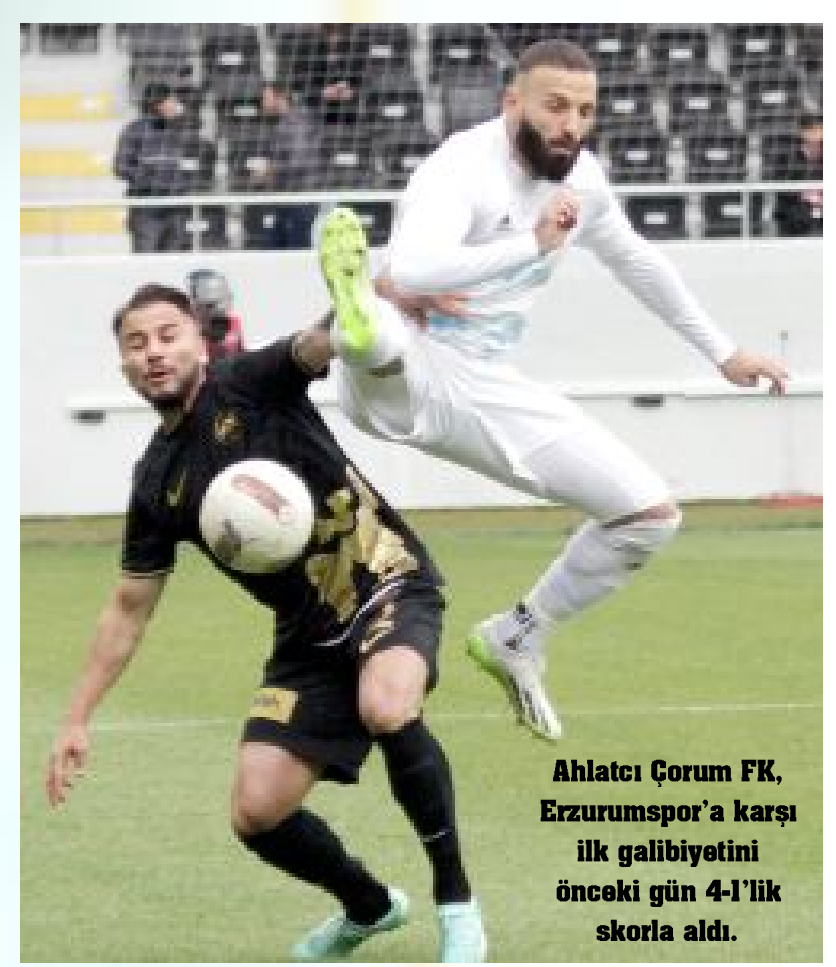 Ahlatcı Çorum FK,
Erzurumspor’a karşı
ilk galibiyetini
önceki gün 4-1’lik
skorla aldı.